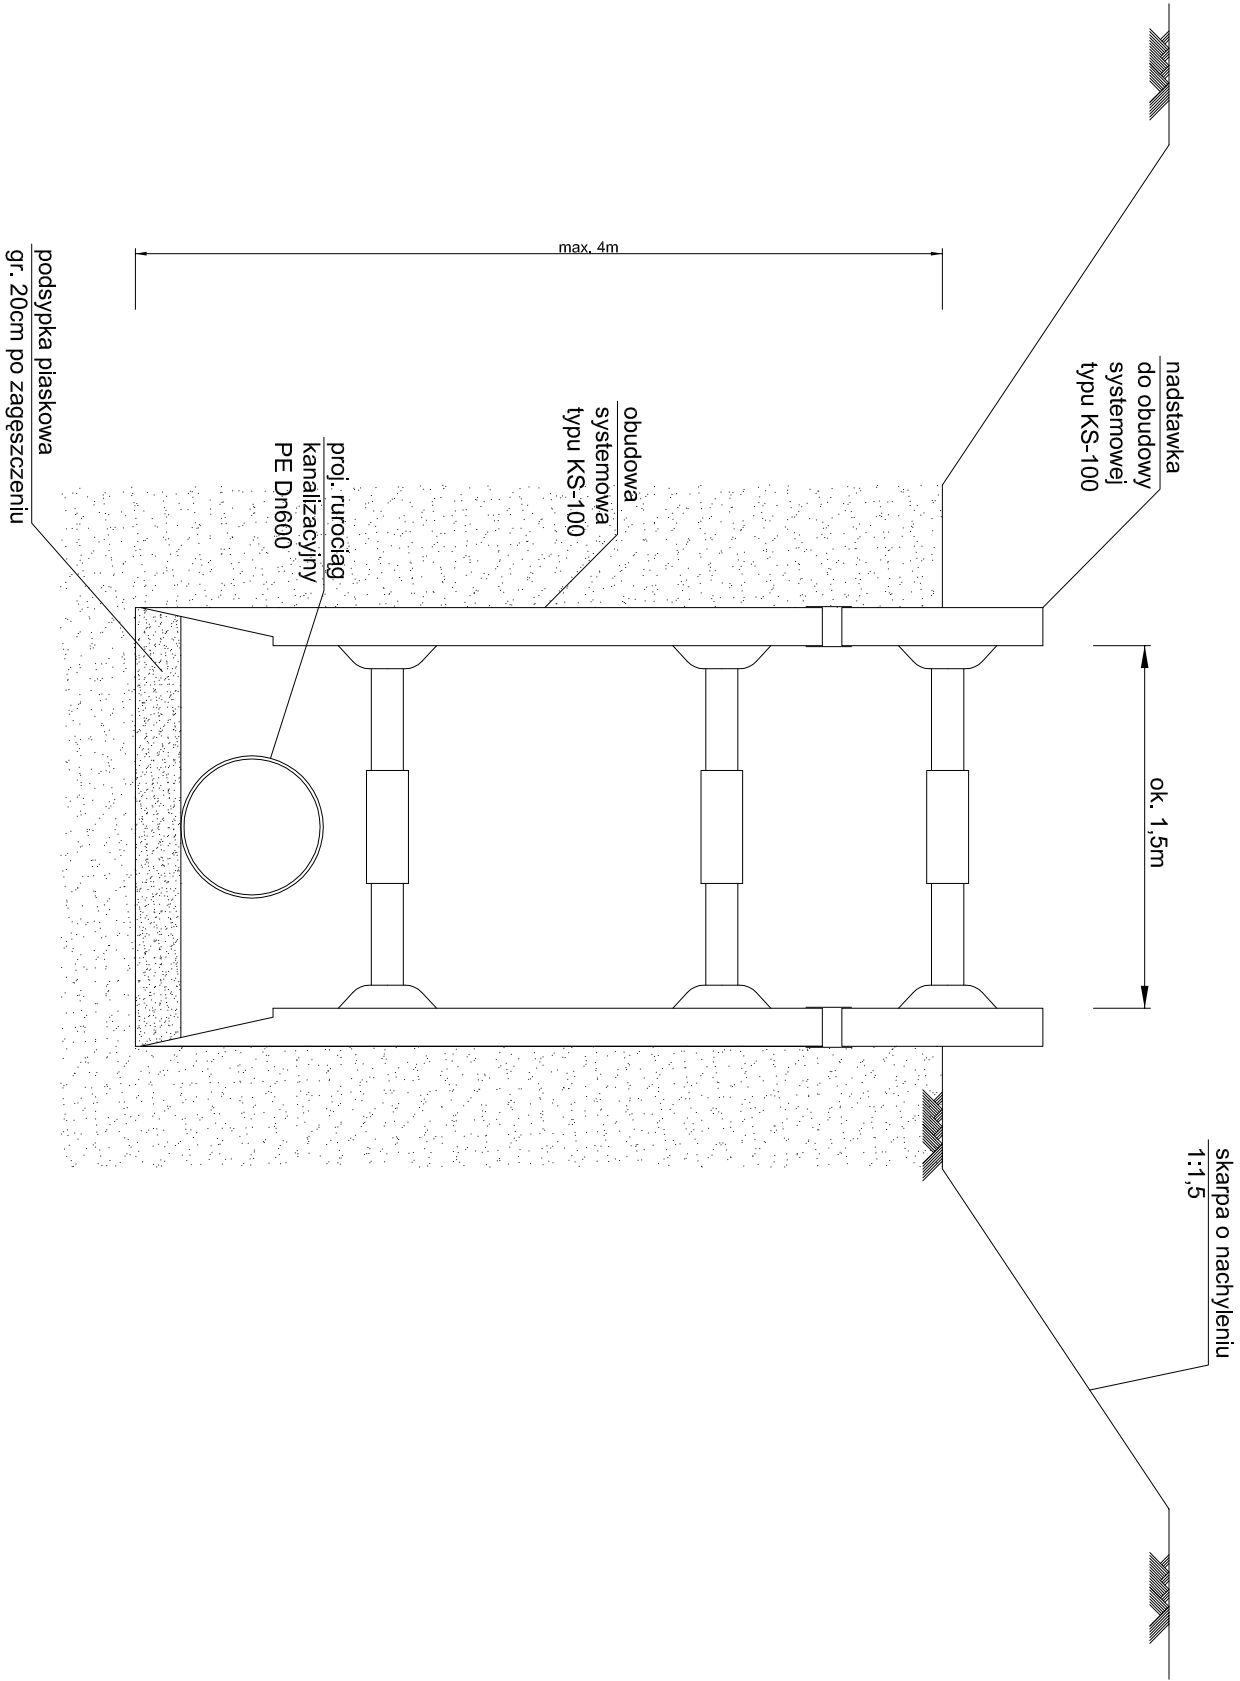 skarpa o nachyleniu
1:1,5
nadstawka
do obudowy
systemowej
typu KS-100
ok. 1,5m
max. 4m
obudowa
systemowa
typu KS-100
proj. rurociąg
kanalizacyjny
PE Dn600
podsypka piaskowa
gr. 20cm po zagęszczeniu